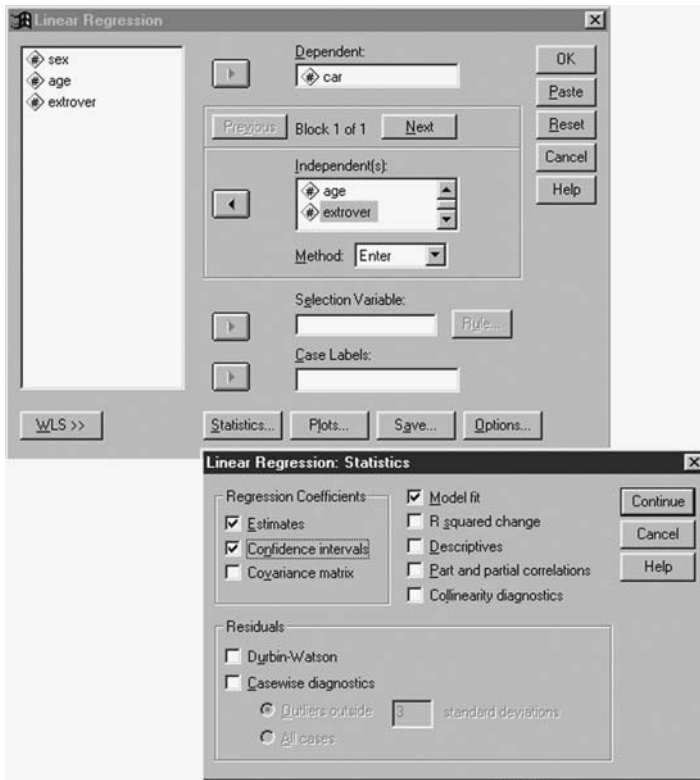 Linear Regression
sex
age
extrover
Dependent:
car
Previous
Block 1 of 1
Next
Independent(s):
age
extrover
Method:
Enter
Selection Variable:
Rule...
Case Labels:
OK
Paste
Reset
Cancel
Help
WLS >>
Statistics...
Plots...
Save...
Options...
Linear Regression: Statistics
Regression Coefficients
Estimates
Confidence intervals
Covariance matrix
Model fit
R squared change
Descriptives
Part and partial correlations
Collinearity diagnostics
Continue
Cancel
Help
Residuals
Durbin-Watson
Casewise diagnostics
Outliers outside
3
standard deviations
All cases